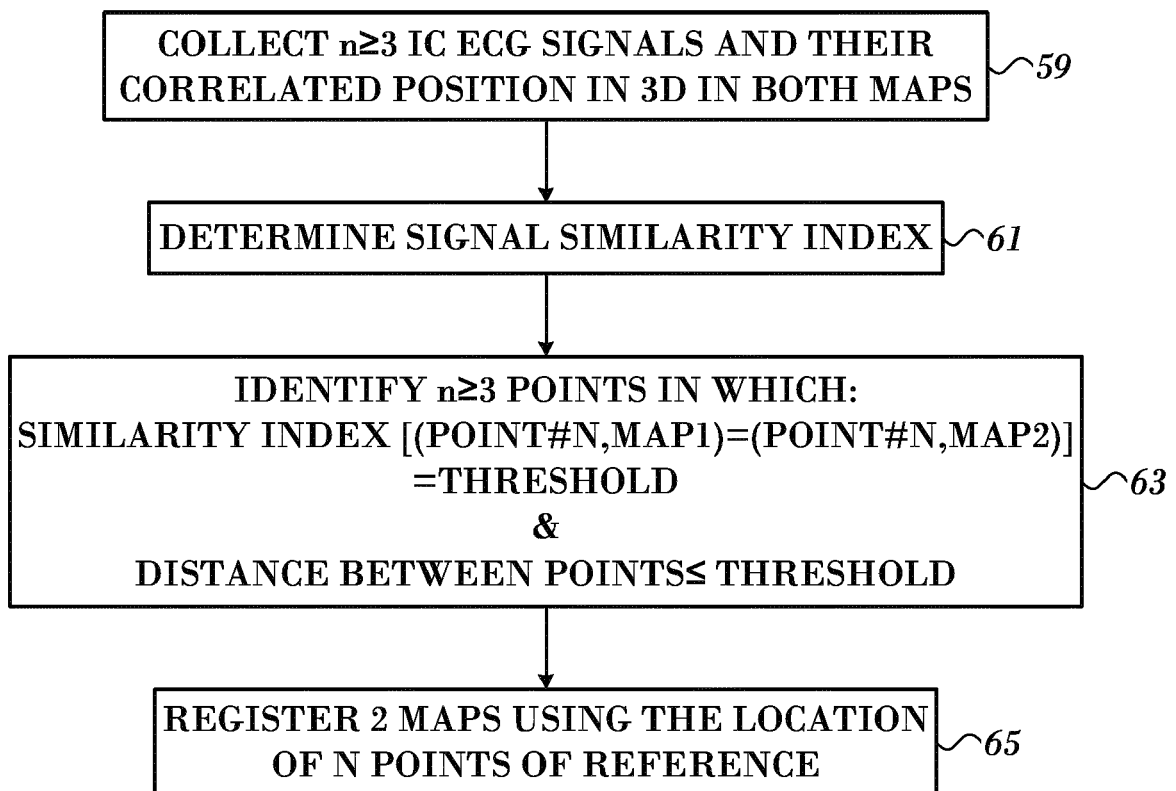 COLLECT n≥3 IC ECG SIGNALS AND THEIR
CORRELATED POSITION IN 3D IN BOTH MAPS
59
DETERMINE SIGNAL SIMILARITY INDEX
61
IDENTIFY n≥3 POINTS IN WHICH:
SIMILARITY INDEX [(POINT#N,MAP1)=(POINT#N,MAP2)]
=THRESHOLD
&
DISTANCE BETWEEN POINTS≤ THRESHOLD
63
REGISTER 2 MAPS USING THE LOCATION
OF N POINTS OF REFERENCE
65